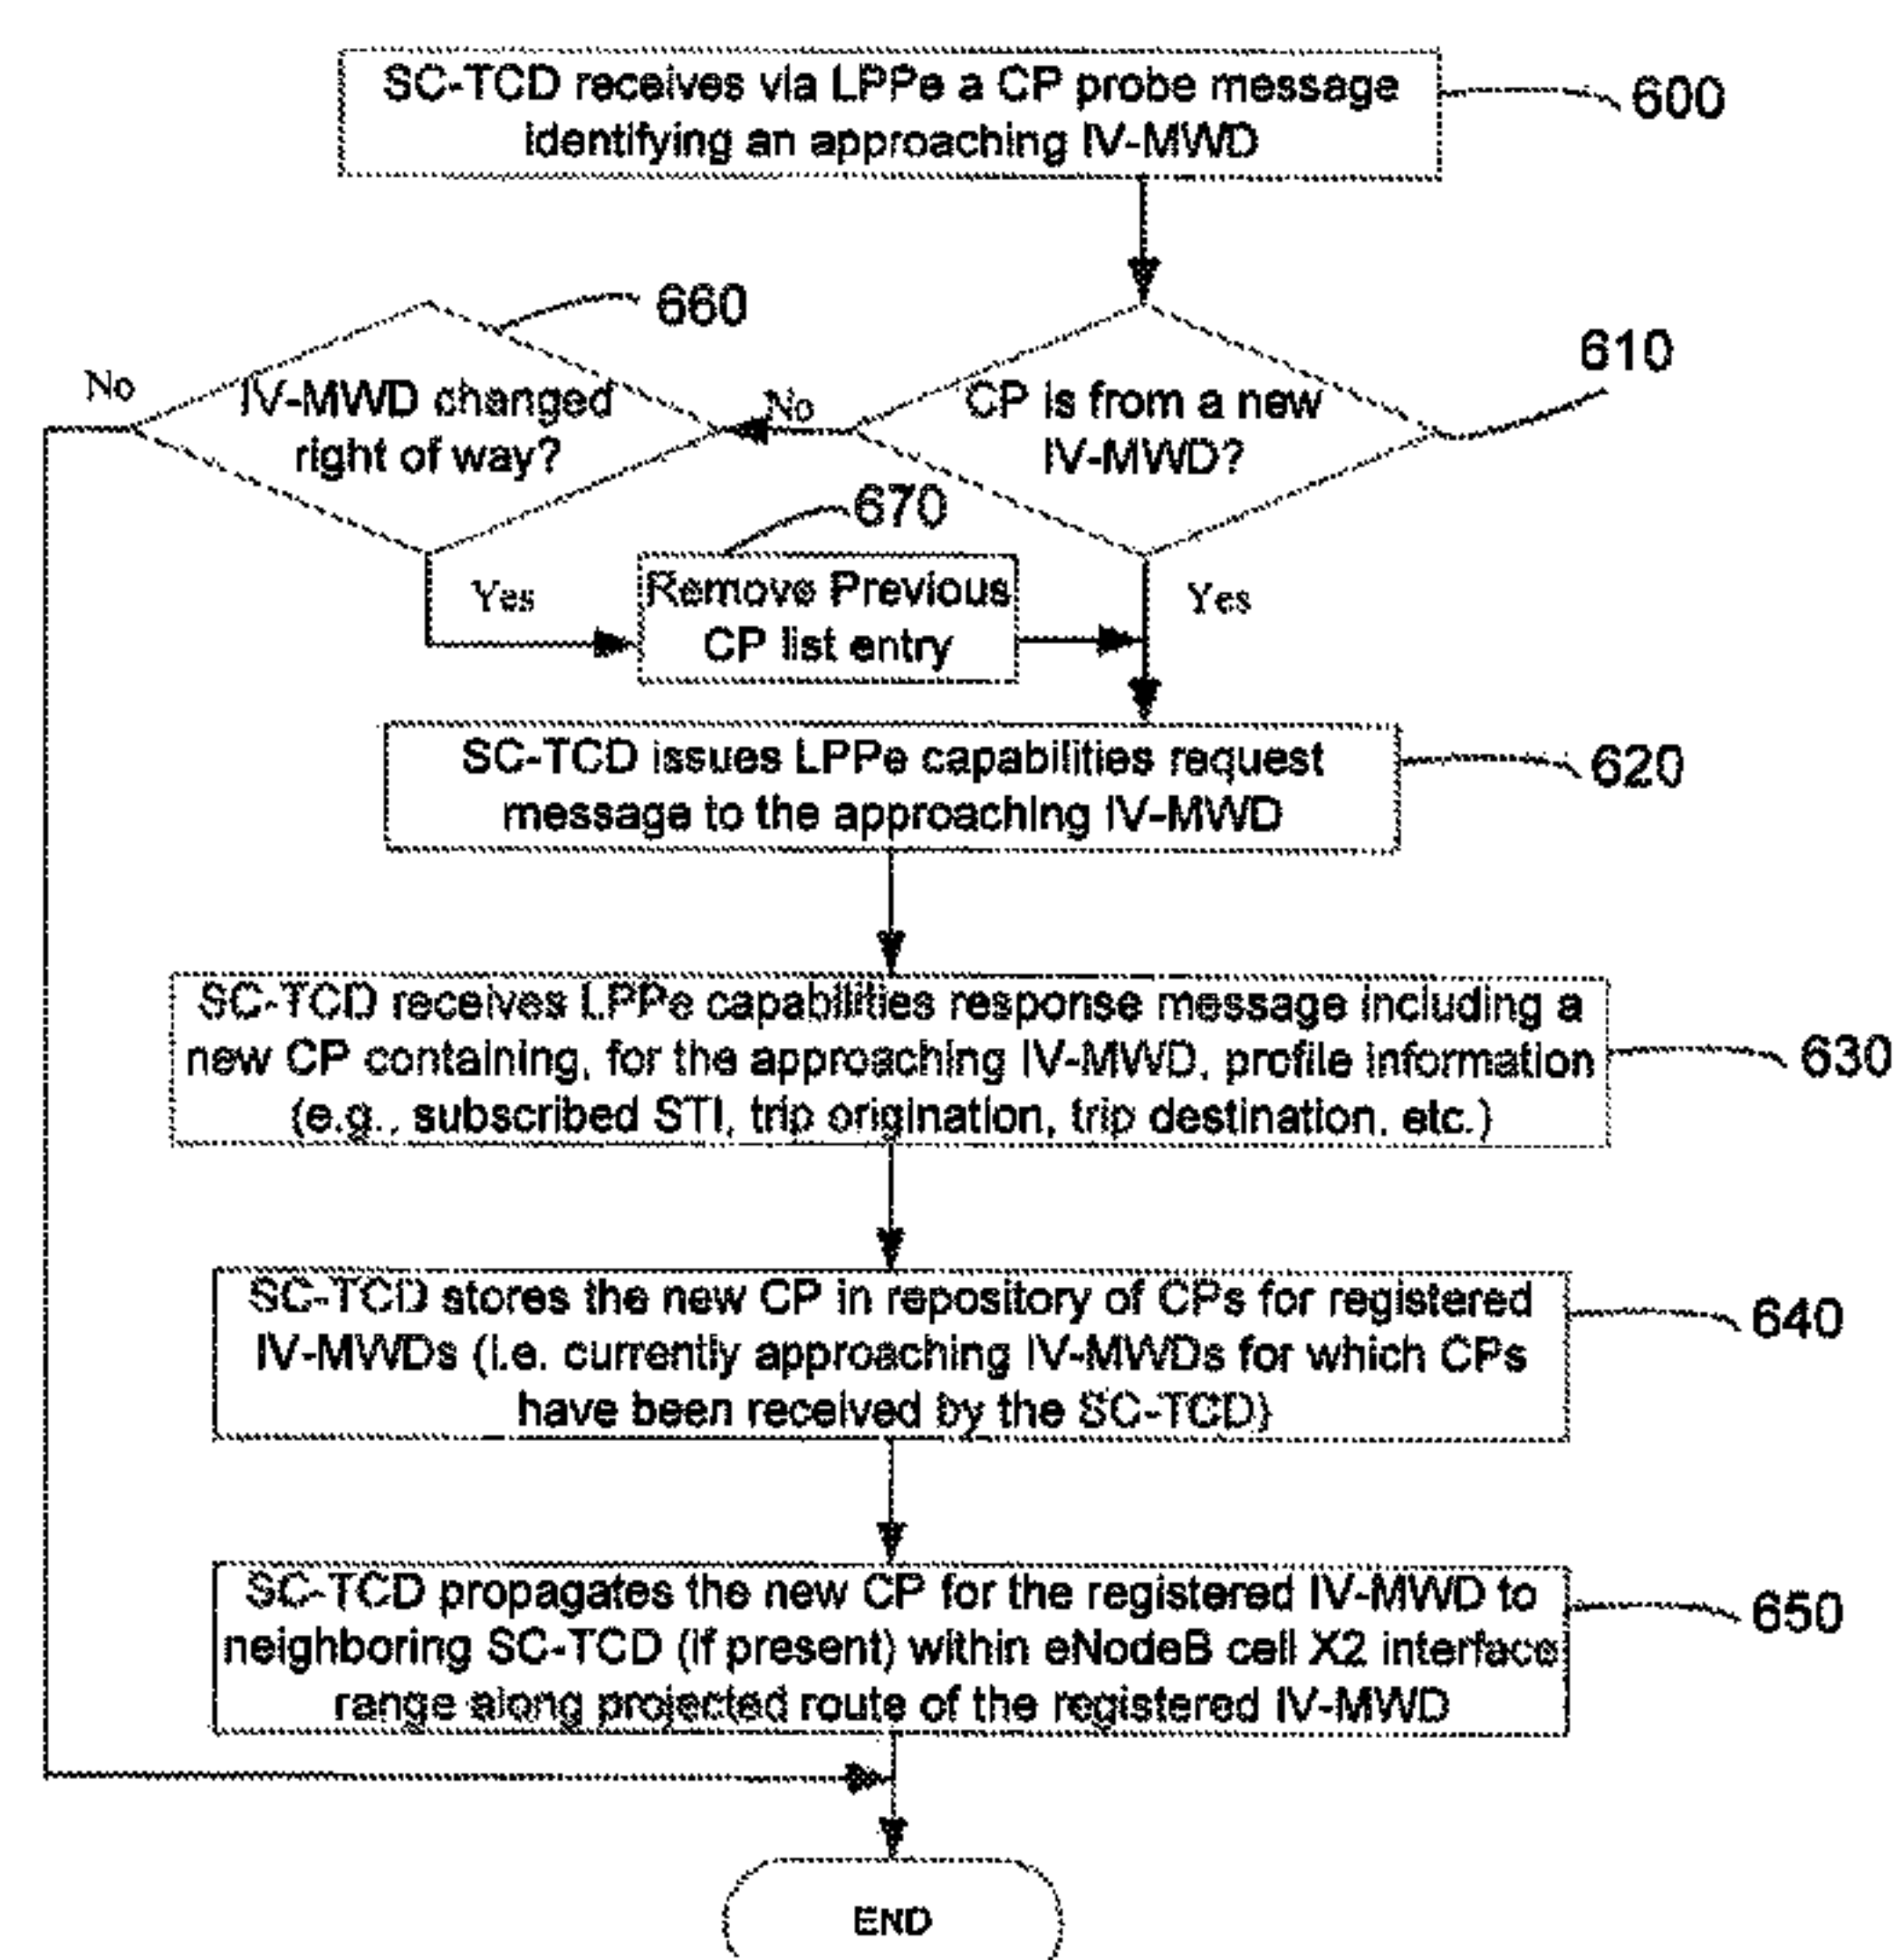 SC-TCD receives via LPPe a CP probe message
identifying an approaching IV-MWD
600
660
610
No
IV-MWD changed
right of way?
No
CP is from a new
IV-MWD?
670
Yes
Remove Previous
CP list entry
Yes
SC-TCD issues LPPe capabilities request
message to the approaching IV-MWD
620
SC-TCD receives LPPe capabilities response message including a
new CP containing, for the approaching IV-MWD, profile information
(e.g., subscribed STI, trip origination, trip destination, etc.)
630
SC-TCD stores the new CP in repository of CPs for registered
IV-MWDs (i.e. currently approaching IV-MWDs for which CPs
have been received by the SC-TCD)
640
SC-TCD propagates the new CP for the registered IV-MWD to
neighboring SC-TCD (if present) within eNodeB cell X2 interface
range along projected route of the registered IV-MWD
650
END